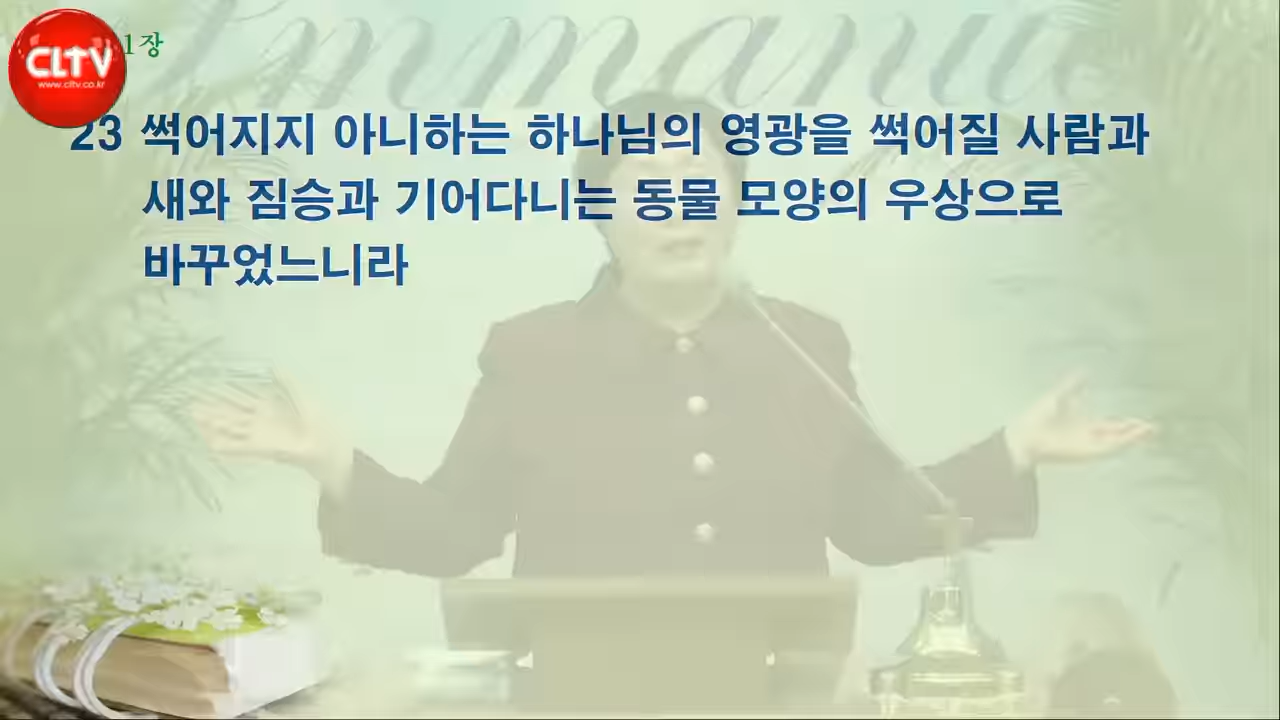 CLTV
www.cltv.co.kr
1장
23 썩어지지 아니하는 하나님의 영광을 썩어질 사람과
새와 짐승과 기어다니는 동물 모양의 우상으로
바꾸었느니라